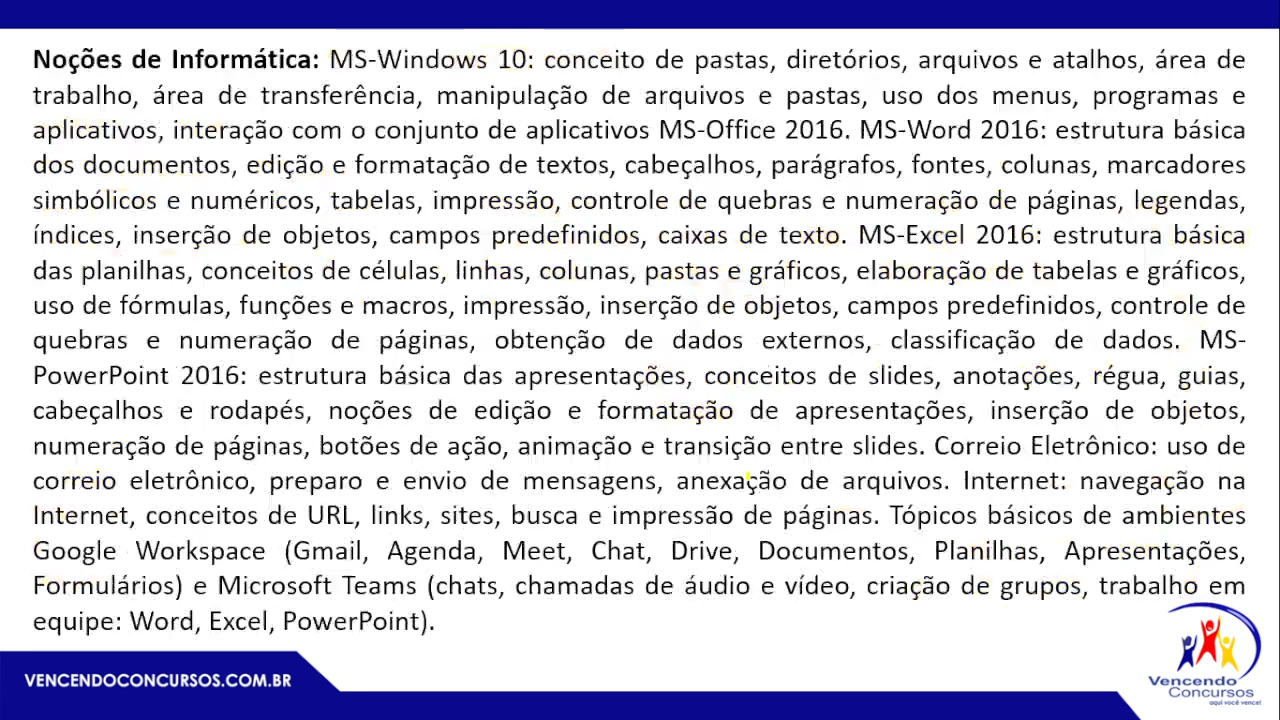 Noções de Informática: MS-Windows 10: conceito de pastas, diretórios, arquivos e atalhos, área de
trabalho, área de transferência, manipulação de arquivos e pastas, uso dos menus, programas e
aplicativos, interação com o conjunto de aplicativos MS-Office 2016. MS-Word 2016: estrutura básica
dos documentos, edição e formatação de textos, cabeçalhos, parágrafos, fontes, colunas, marcadores
simbólicos e numéricos, tabelas, impressão, controle de quebras e numeração de páginas, legendas,
índices, inserção de objetos, campos predefinidos, caixas de texto. MS-Excel 2016: estrutura básica
das planilhas, conceitos de células, linhas, colunas, pastas e gráficos, elaboração de tabelas e gráficos,
uso de fórmulas, funções e macros, impressão, inserção de objetos, campos predefinidos, controle de
quebras e numeração de páginas, obtenção de dados externos, classificação de dados. MS-
PowerPoint 2016: estrutura básica das apresentações, conceitos de slides, anotações, régua, guias,
cabeçalhos e rodapés, noções de edição e formatação de apresentações, inserção de objetos,
numeração de páginas, botões de ação, animação e transição entre slides. Correio Eletrônico: uso de
correio eletrônico, preparo e envio de mensagens, anexação de arquivos. Internet: navegação na
Internet, conceitos de URL, links, sites, busca e impressão de páginas. Tópicos básicos de ambientes
Google Workspace (Gmail, Agenda, Meet, Chat, Drive, Documentos, Planilhas, Apresentações,
Formulários) e Microsoft Teams (chats, chamadas de áudio e vídeo, criação de grupos, trabalho em
equipe: Word, Excel, PowerPoint).
VENCENDOCONCURSOS.COM.BR
Vencendo
Concursos
aqui você vence!